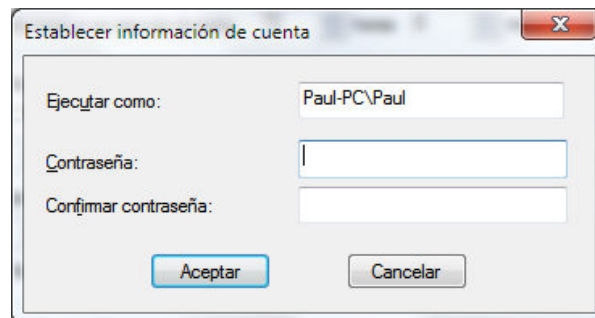 Establecer información de cuenta
Ejecutar como: Paul-PC\Paul
Contraseña:
Confirmar contraseña:
Aceptar Cancelar